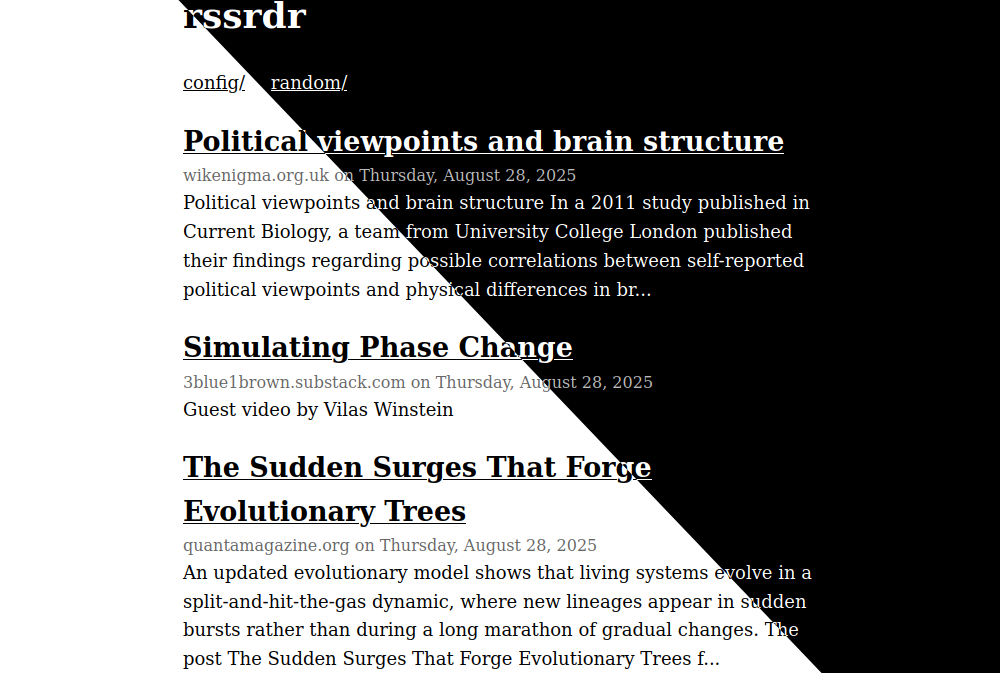 rssrdr
config/ random/
Political viewpoints and brain structure
wikenigma.org.uk on Thursday, August 28, 2025
Political viewpoints and brain structure In a 2011 study published in
Current Biology, a team from University College London published
their findings regarding possible correlations between self-reported
political viewpoints and physical differences in br...
Simulating Phase Change
3blue1brown.substack.com on Thursday, August 28, 2025
Guest video by Vilas Winstein
The Sudden Surges That Forge
Evolutionary Trees
quantamagazine.org on Thursday, August 28, 2025
An updated evolutionary model shows that living systems evolve in a
split-and-hit-the-gas dynamic, where new lineages appear in sudden
bursts rather than during a long marathon of gradual changes. The
post The Sudden Surges That Forge Evolutionary Trees f...